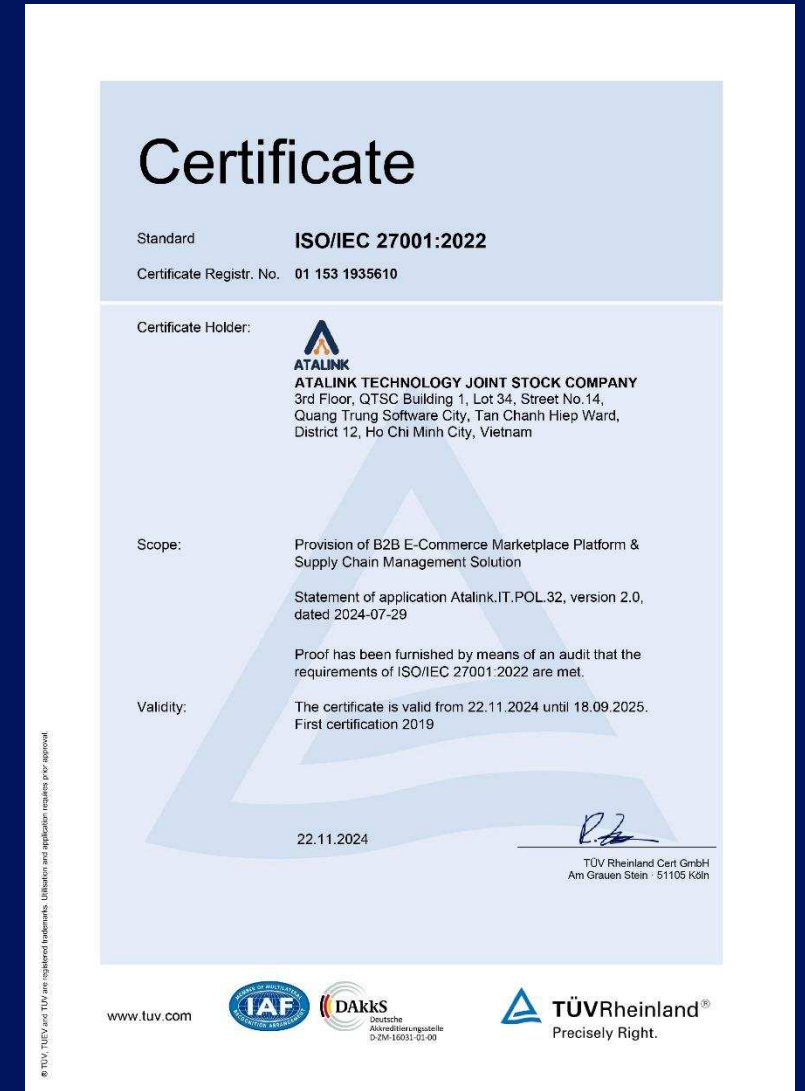 Certificate
Standard ISO/IEC 27001:2022
Certificate Registr. No. 01 153 1935610
Certificate Holder:
ATALINK
ATALINK TECHNOLOGY JOINT STOCK COMPANY
3rd Floor, QTSC Building 1, Lot 34, Street No.14,
Quang Trung Software City, Tan Chanh Hiep Ward,
District 12, Ho Chi Minh City, Vietnam
Scope: Provision of B2B E-Commerce Marketplace Platform &
Supply Chain Management Solution
Statement of application Atalink.IT.POL.32, version 2.0,
dated 2024-07-29
Proof has been furnished by means of an audit that the
requirements of ISO/IEC 27001:2022 are met.
Validity: The certificate is valid from 22.11.2024 until 18.09.2025.
First certification 2019
22.11.2024
TÜV Rheinland Cert GmbH
Am Grauen Stein · 51105 Köln
® TÜV, TUEV and TUV are registered trademarks. Utilisation and application requires prior approval.
www.tuv.com
MEMBER OF MULTILATERAL
IAF
RECOGNITION ARRANGEMENT
DAkkS
Deutsche
Akkreditierungsstelle
D-ZM-16031-01-00
TÜVRheinland®
Precisely Right.